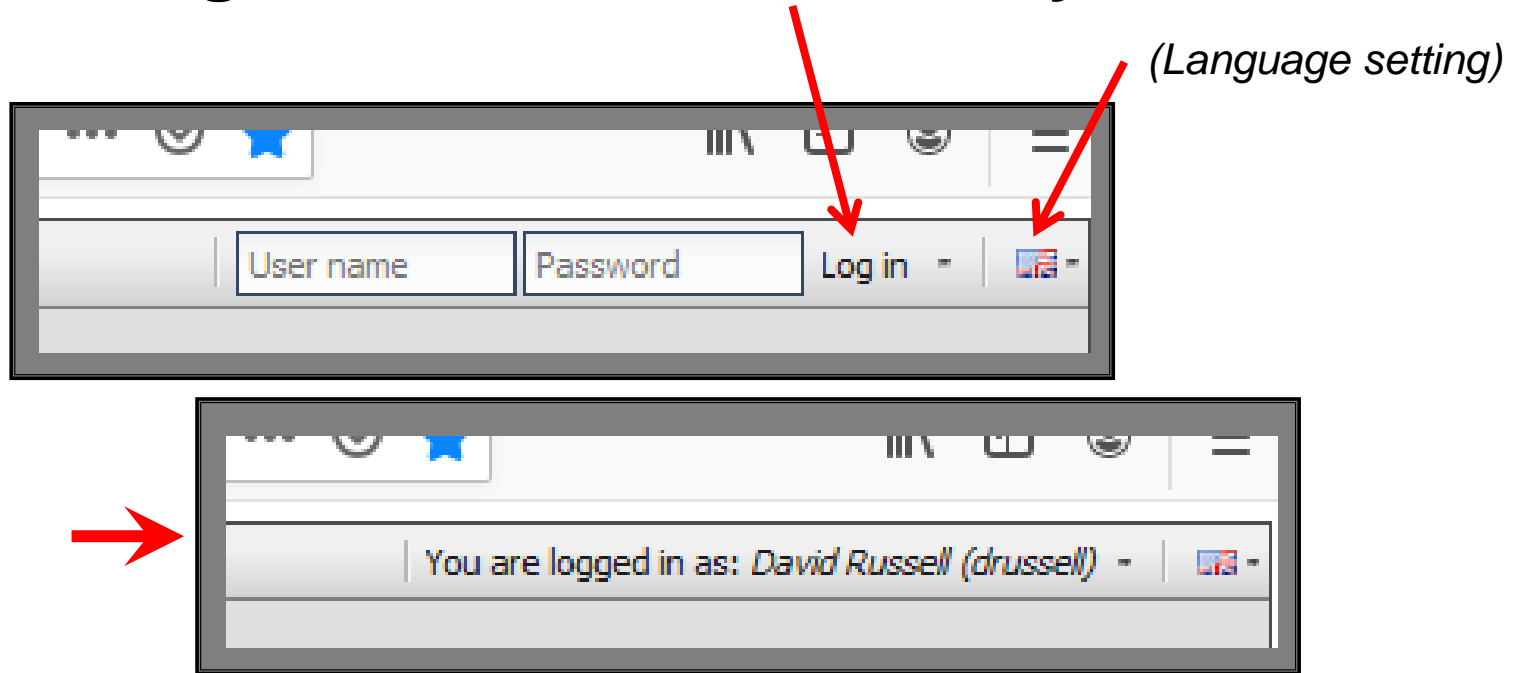 (Language setting)
User name Password Log in
You are logged in as: David Russell (drussell)